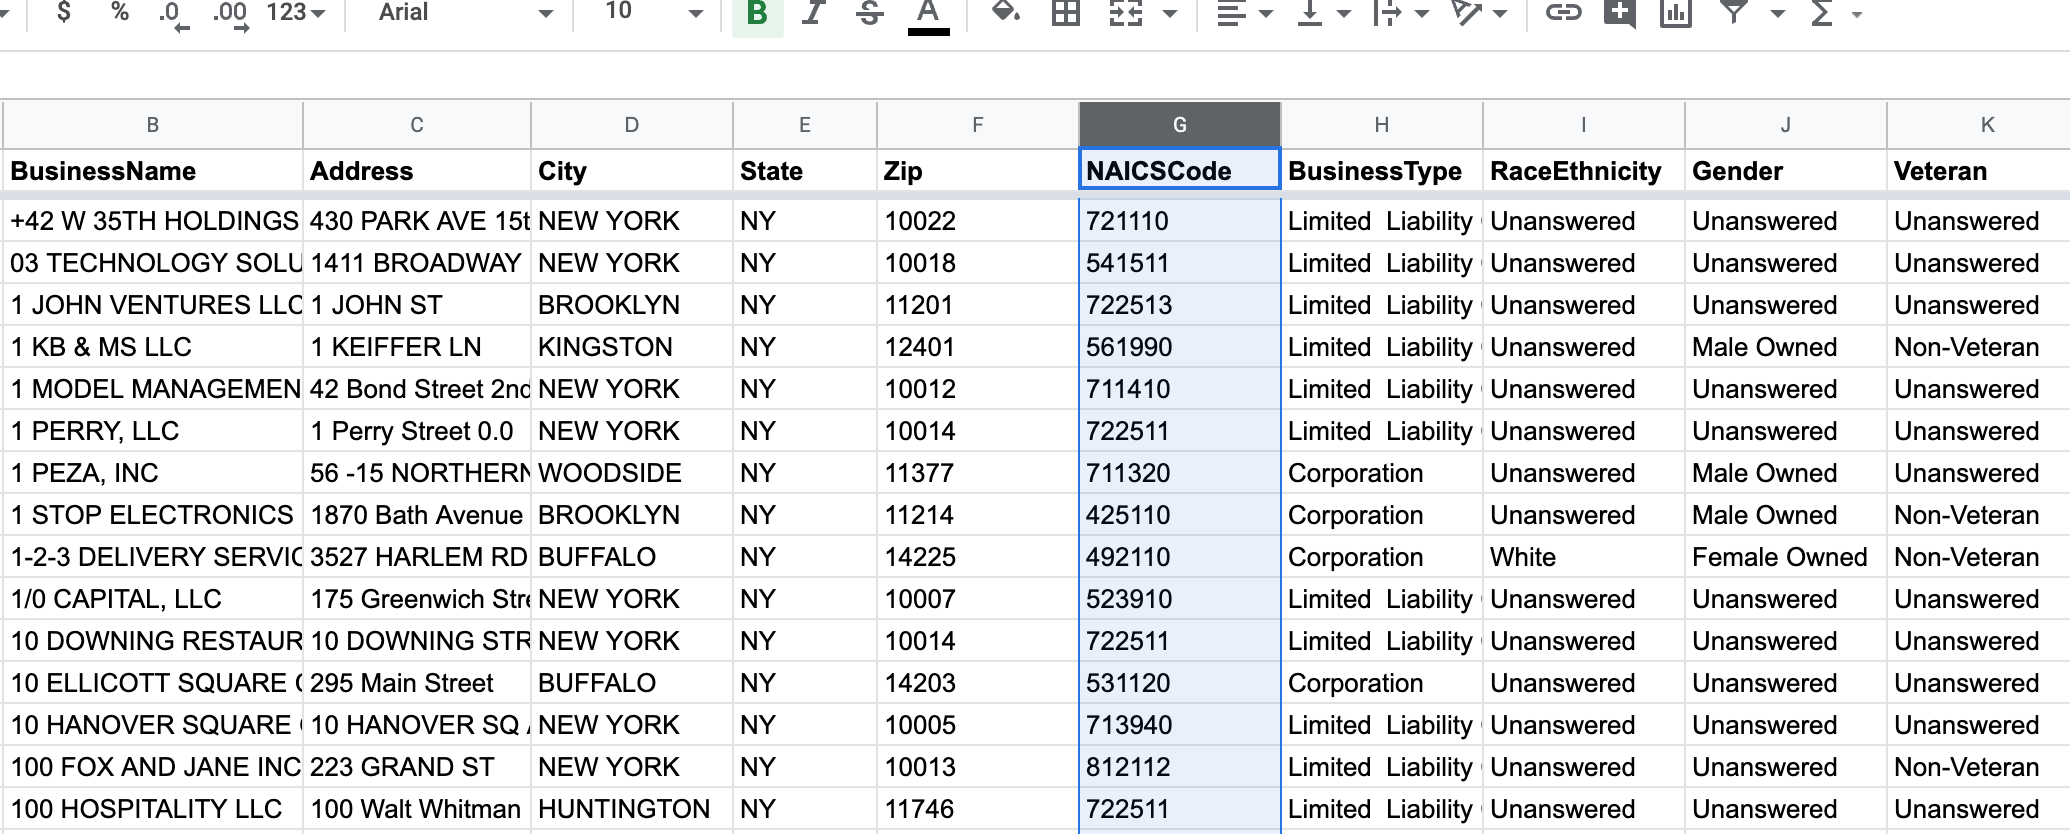 $ % .0 .00 123 Arial 10 B I S A Σ
B C D E F G H I J K
BusinessName Address City State Zip NAICSCode BusinessType RaceEthnicity Gender Veteran
+42 W 35TH HOLDINGS 430 PARK AVE 15t NEW YORK NY 10022 721110 Limited Liability Unanswered Unanswered Unanswered
03 TECHNOLOGY SOLU 1411 BROADWAY NEW YORK NY 10018 541511 Limited Liability Unanswered Unanswered Unanswered
1 JOHN VENTURES LLC 1 JOHN ST BROOKLYN NY 11201 722513 Limited Liability Unanswered Unanswered Unanswered
1 KB & MS LLC 1 KEIFFER LN KINGSTON NY 12401 561990 Limited Liability Unanswered Male Owned Non-Veteran
1 MODEL MANAGEMEN 42 Bond Street 2nd NEW YORK NY 10012 711410 Limited Liability Unanswered Unanswered Unanswered
1 PERRY, LLC 1 Perry Street 0.0 NEW YORK NY 10014 722511 Limited Liability Unanswered Unanswered Unanswered
1 PEZA, INC 56 -15 NORTHERN WOODSIDE NY 11377 711320 Corporation Unanswered Male Owned Unanswered
1 STOP ELECTRONICS 1870 Bath Avenue BROOKLYN NY 11214 425110 Corporation Unanswered Male Owned Non-Veteran
1-2-3 DELIVERY SERVIC 3527 HARLEM RD BUFFALO NY 14225 492110 Corporation White Female Owned Non-Veteran
1/0 CAPITAL, LLC 175 Greenwich Stre NEW YORK NY 10007 523910 Limited Liability Unanswered Unanswered Unanswered
10 DOWNING RESTAUR 10 DOWNING STR NEW YORK NY 10014 722511 Limited Liability Unanswered Unanswered Unanswered
10 ELLICOTT SQUARE 295 Main Street BUFFALO NY 14203 531120 Corporation Unanswered Unanswered Unanswered
10 HANOVER SQUARE 10 HANOVER SQ NEW YORK NY 10005 713940 Limited Liability Unanswered Unanswered Unanswered
100 FOX AND JANE INC 223 GRAND ST NEW YORK NY 10013 812112 Limited Liability Unanswered Unanswered Non-Veteran
100 HOSPITALITY LLC 100 Walt Whitman HUNTINGTON NY 11746 722511 Limited Liability Unanswered Unanswered Unanswered